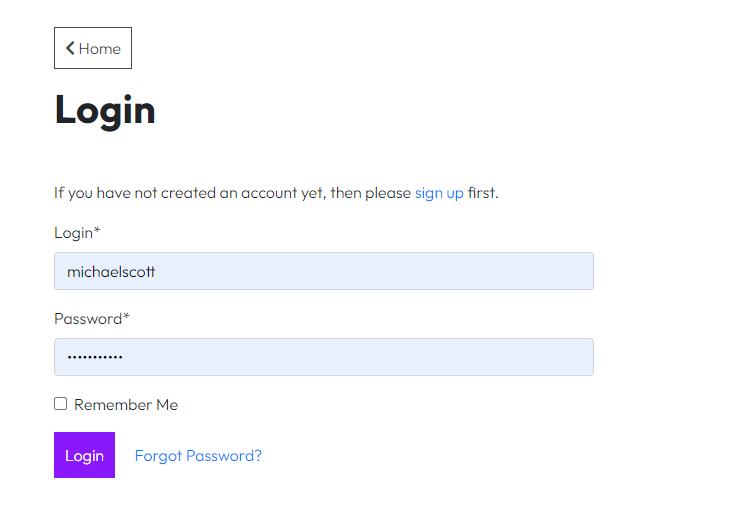 Home
Login
If you have not created an account yet, then please sign up first.
Login*
michaelscott
Password*
•••••••••••
Remember Me
Login Forgot Password?